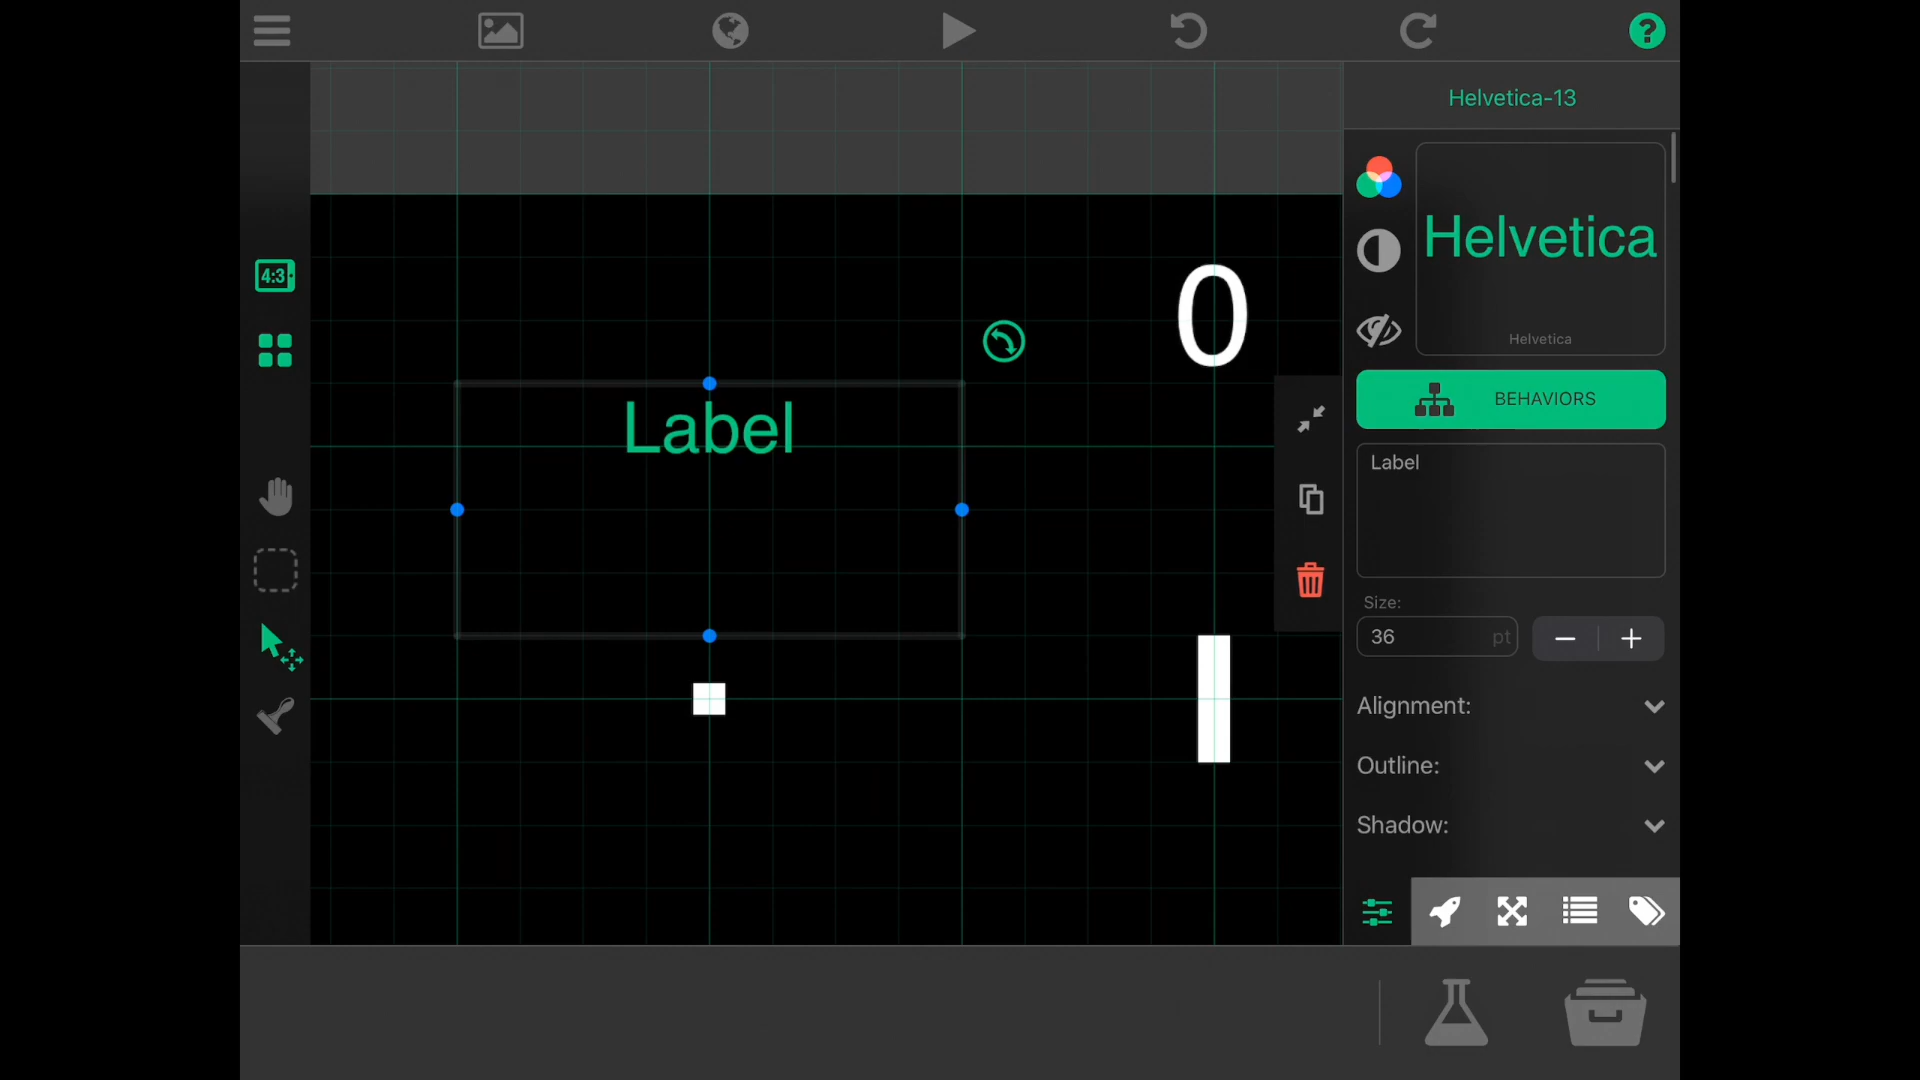 ?
Helvetica-13
Helvetica
Helvetica
BEHAVIORS
Label
Size:
36 pt
− +
Alignment:
Outline:
Shadow:
4:3
0
Label